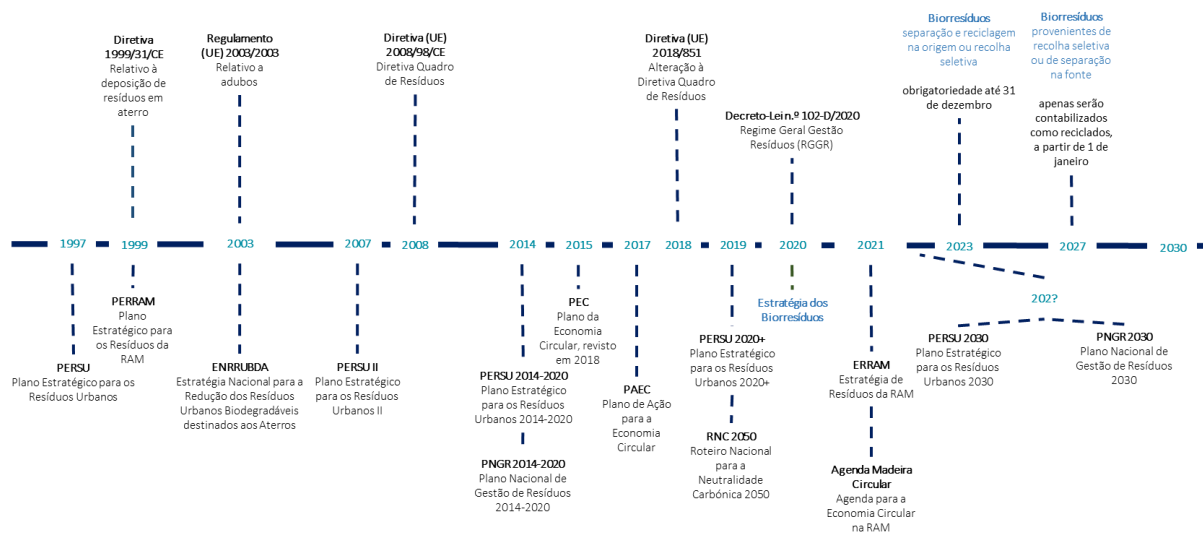 Diretiva
1999/31/CE
Relativo à
deposição de
resíduos em
aterro
Regulamento
(UE) 2003/2003
Relativo a
adubos
Diretiva (UE)
2008/98/CE
Diretiva Quadro
de Resíduos
Diretiva (UE)
2018/851
Alteração à
Diretiva Quadro
de Resíduos
Decreto-Lei n.º 102-D/2020
Regime Geral Gestão
Resíduos (RGGR)
Biorresíduos
separação e reciclagem
na origem ou recolha
seletiva
obrigatoriedade até 31
de dezembro
Biorresíduos
provenientes de
recolha seletiva
ou de separação
na fonte
apenas serão
contabilizados
como reciclados,
a partir de 1 de
janeiro
1997
1999
2003
2007
2008
2014
2015
2017
2018
2019
2020
2021
2023
2027
2030
PERSU
Plano Estratégico para os
Resíduos Urbanos
PERRAM
Plano
Estratégico para
os Resíduos da
RAM
ENRRUBDA
Estratégia Nacional para a
Redução dos Resíduos
Urbanos Biodegradáveis
destinados aos Aterros
PERSU II
Plano Estratégico
para os Resíduos
Urbanos II
PERSU 2014-2020
Plano Estratégico
para os Resíduos
Urbanos 2014-2020
PNGR 2014-2020
Plano Nacional de
Gestão de Resíduos
2014-2020
PEC
Plano da
Economia
Circular, revisto
em 2018
PAEC
Plano de Ação
para a
Economia
Circular
PERSU 2020+
Plano Estratégico
para os Resíduos
Urbanos 2020+
RNC 2050
Roteiro Nacional
para a
Neutralidade
Carbónica 2050
Estratégia dos
Biorresíduos
ERRAM
Estratégia de
Resíduos da RAM
Agenda Madeira
Circular
Agenda para a
Economia Circular
na RAM
202?
PERSU 2030
Plano Estratégico
para os Resíduos
Urbanos 2030
PNGR 2030
Plano Nacional de
Gestão de Resíduos
2030